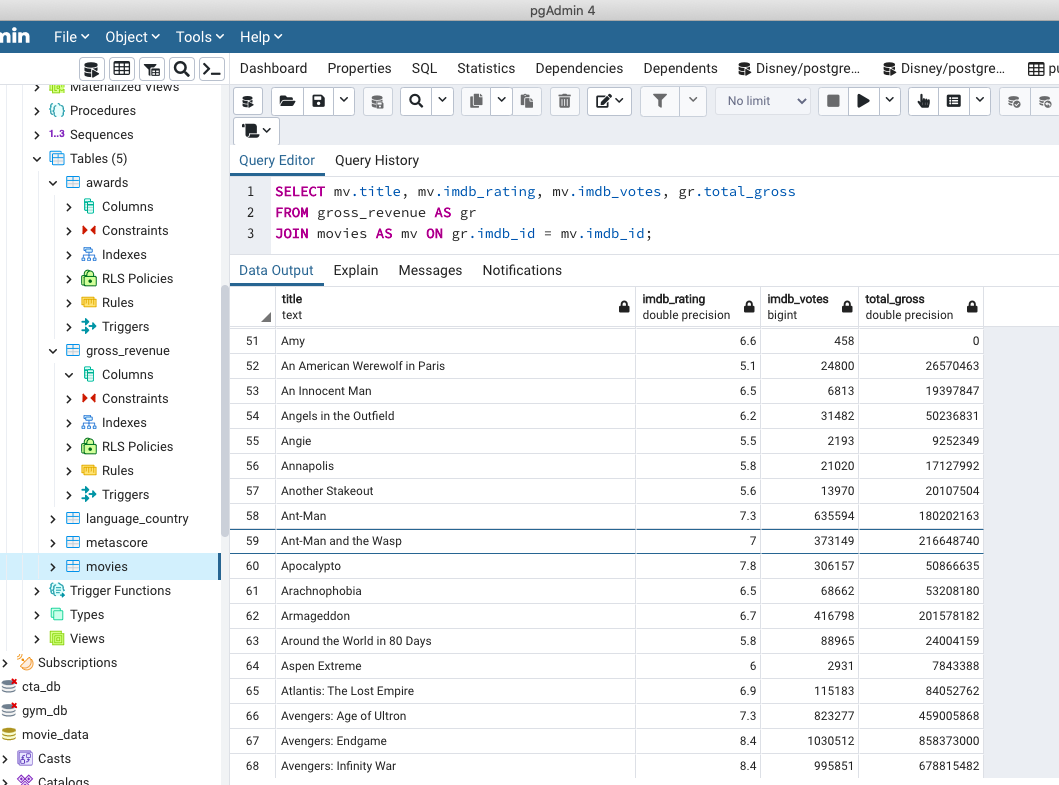 pgAdmin 4
min File Object Tools Help
Dashboard Properties SQL Statistics Dependencies Dependents Disney/postgre... Disney/postgre... pu
No limit
Query Editor Query History
1 SELECT mv.title, mv.imdb_rating, mv.imdb_votes, gr.total_gross
2 FROM gross_revenue AS gr
3 JOIN movies AS mv ON gr.imdb_id = mv.imdb_id;
Data Output Explain Messages Notifications
title imdb_rating imdb_votes total_gross
text double precision bigint double precision
51 Amy 6.6 458 0
52 An American Werewolf in Paris 5.1 24800 26570463
53 An Innocent Man 6.5 6813 19397847
54 Angels in the Outfield 6.2 31482 50236831
55 Angie 5.5 2193 9252349
56 Annapolis 5.8 21020 17127992
57 Another Stakeout 5.6 13970 20107504
58 Ant-Man 7.3 635594 180202163
59 Ant-Man and the Wasp 7 373149 216648740
60 Apocalypto 7.8 306157 50866635
61 Arachnophobia 6.5 68662 53208180
62 Armageddon 6.7 416798 201578182
63 Around the World in 80 Days 5.8 88965 24004159
64 Aspen Extreme 6 2931 7843388
65 Atlantis: The Lost Empire 6.9 115183 84052762
66 Avengers: Age of Ultron 7.3 823277 459005868
67 Avengers: Endgame 8.4 1030512 858373000
68 Avengers: Infinity War 8.4 995851 678815482
Materialized Views
Procedures
1..3 Sequences
Tables (5)
awards
Columns
Constraints
Indexes
RLS Policies
Rules
Triggers
gross_revenue
Columns
Constraints
Indexes
RLS Policies
Rules
Triggers
language_country
metascore
movies
Trigger Functions
Types
Views
Subscriptions
cta_db
gym_db
movie_data
Casts
Catalogs